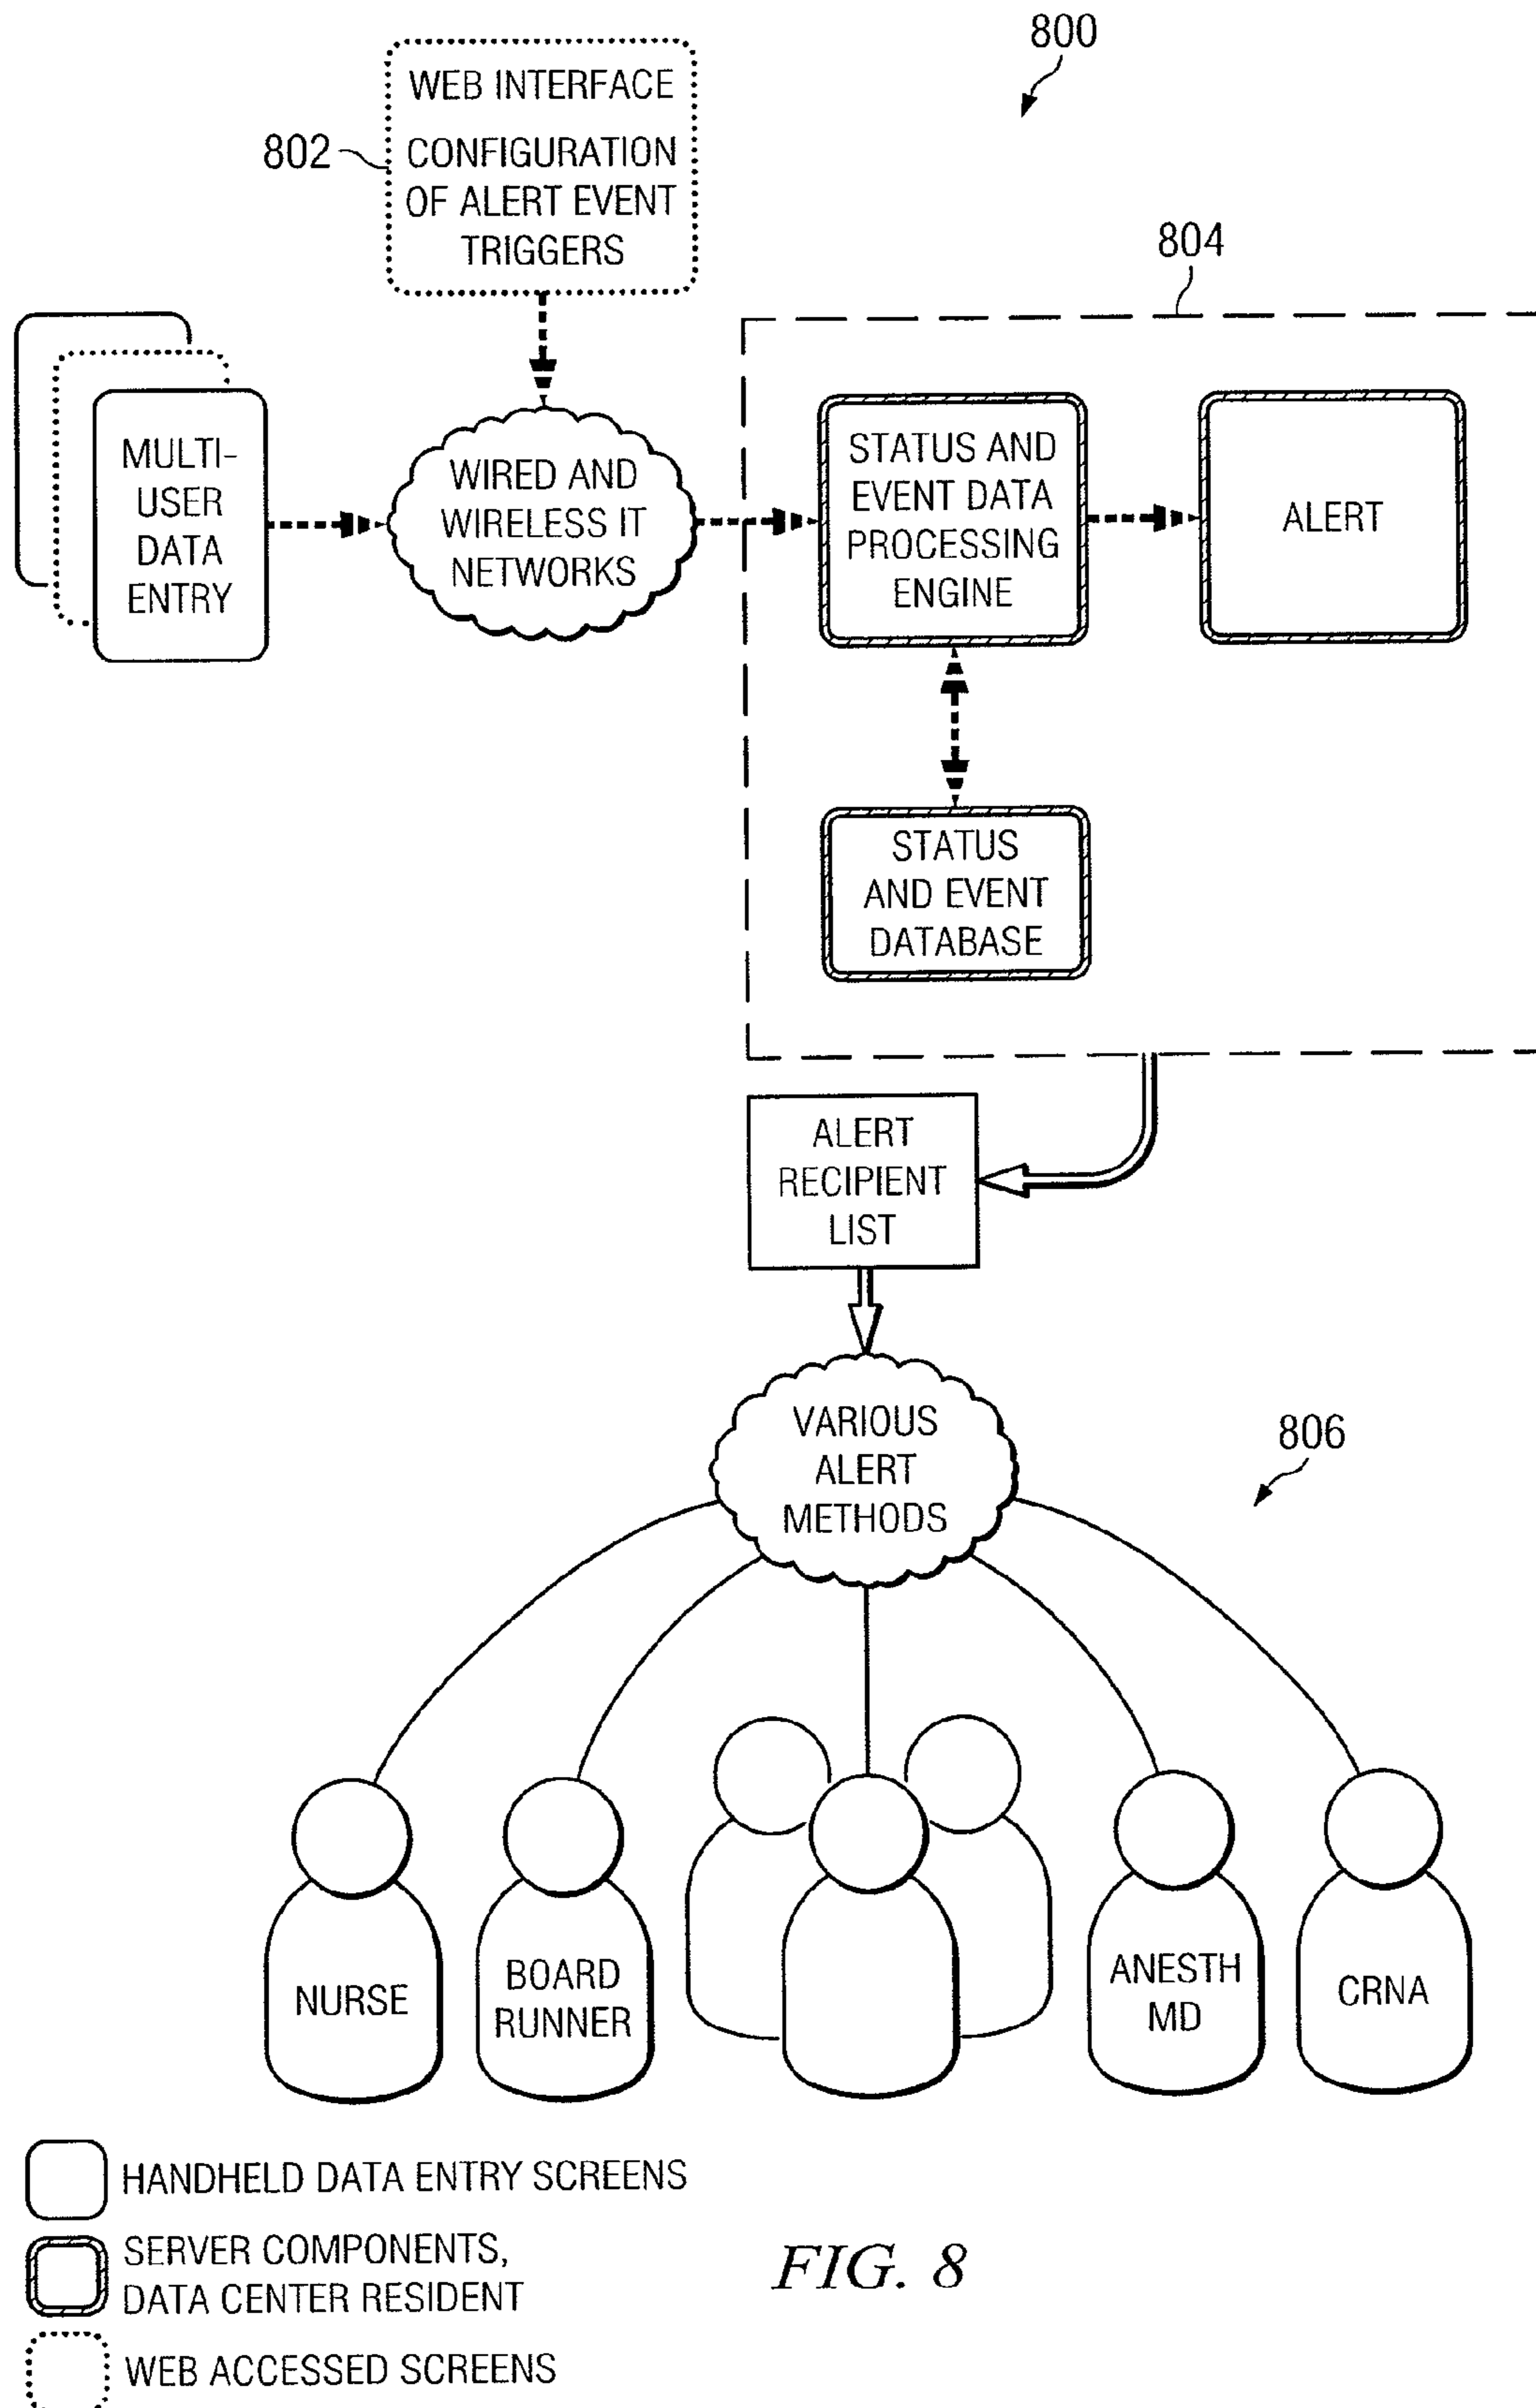 800
WEB INTERFACE
802
CONFIGURATION
OF ALERT EVENT
TRIGGERS
804
MULTI-
USER
DATA
ENTRY
WIRED AND
WIRELESS IT
NETWORKS
STATUS AND
EVENT DATA
PROCESSING
ENGINE
ALERT
STATUS
AND EVENT
DATABASE
ALERT
RECIPIENT
LIST
VARIOUS
ALERT
METHODS
806
NURSE
BOARD
RUNNER
ANESTH
MD
CRNA
HANDHELD DATA ENTRY SCREENS
SERVER COMPONENTS,
DATA CENTER RESIDENT
WEB ACCESSED SCREENS
FIG. 8